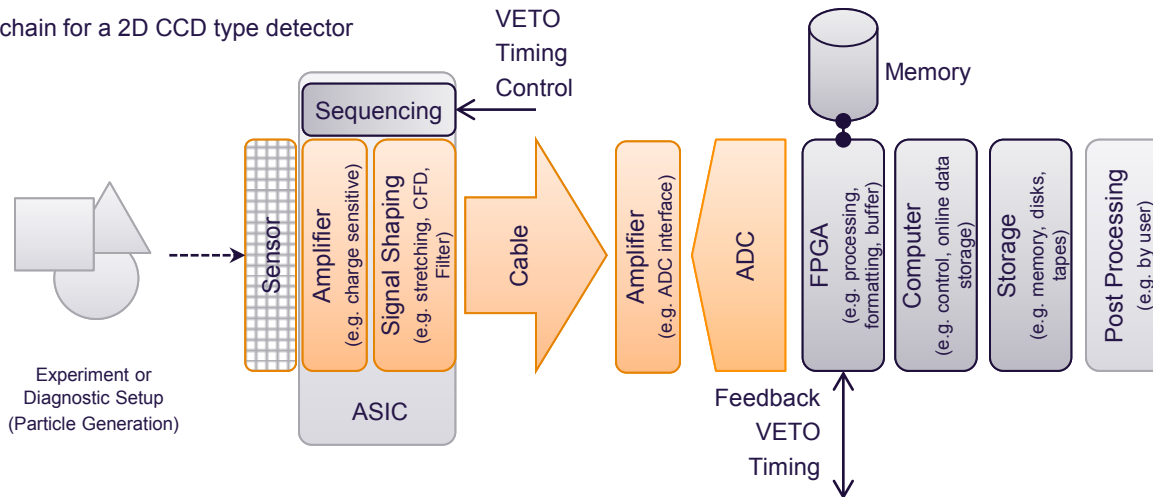 chain for a 2D CCD type detector
VETO
Timing
Control
Memory
Sequencing
Sensor
Amplifier
(e.g. charge sensitive)
Signal Shaping
(e.g. stretching, CFD,
Filter)
Cable
Amplifier
(e.g. ADC interface)
ADC
FPGA
(e.g. processing,
formatting, buffer)
Computer
(e.g. control, online data
storage)
Storage
(e.g. memory, disks,
tapes)
Post Processing
(e.g. by user)
Experiment or
Diagnostic Setup
(Particle Generation)
ASIC
Feedback
VETO
Timing